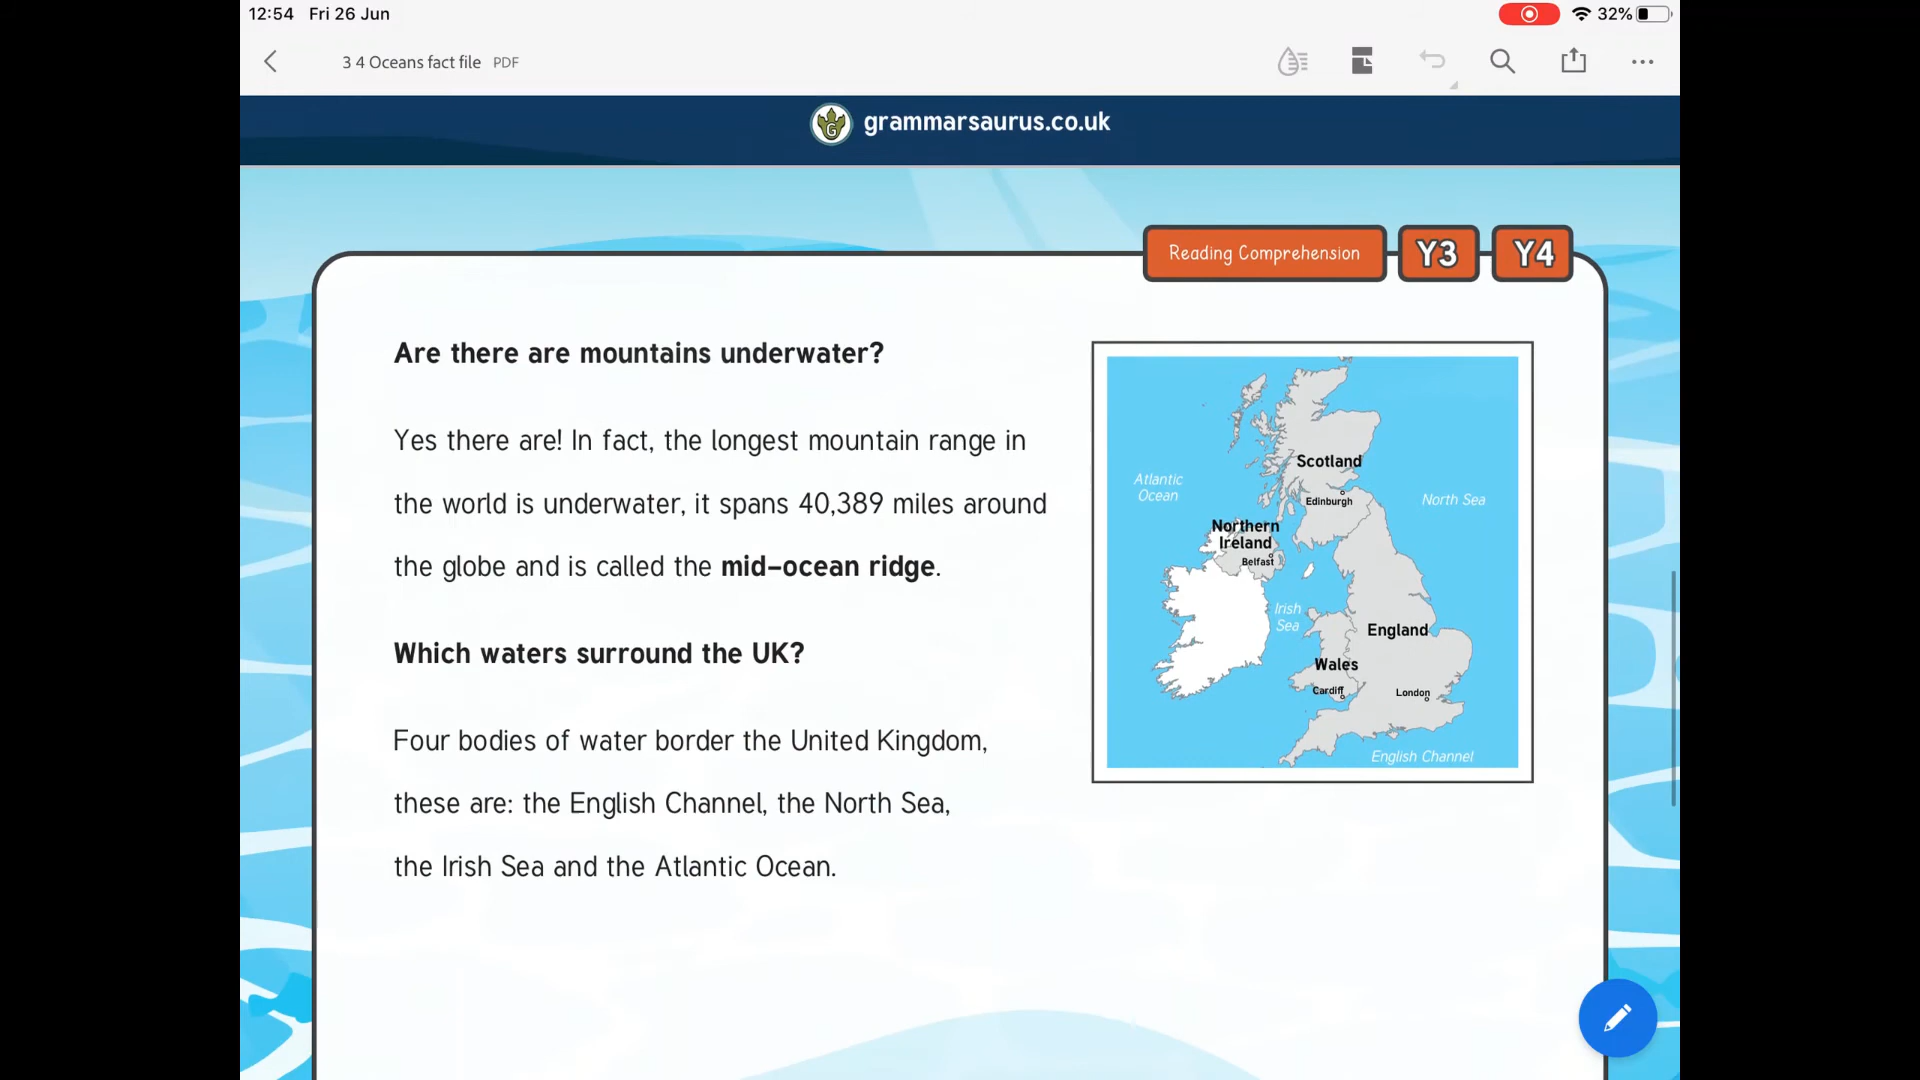 12:54 Fri 26 Jun
32%
3 4 Oceans fact file PDF
G
grammarsaurus.co.uk
Reading Comprehension
Y3
Y4
Are there are mountains underwater?
Yes there are! In fact, the longest mountain range in
the world is underwater, it spans 40,389 miles around
the globe and is called the mid-ocean ridge.
Which waters surround the UK?
Four bodies of water border the United Kingdom,
these are: the English Channel, the North Sea,
the Irish Sea and the Atlantic Ocean.
Scotland
Atlantic
Ocean
North Sea
Edinburgh
Northern
Ireland
Belfast
Irish
Sea
England
Wales
Cardiff
London
English Channel